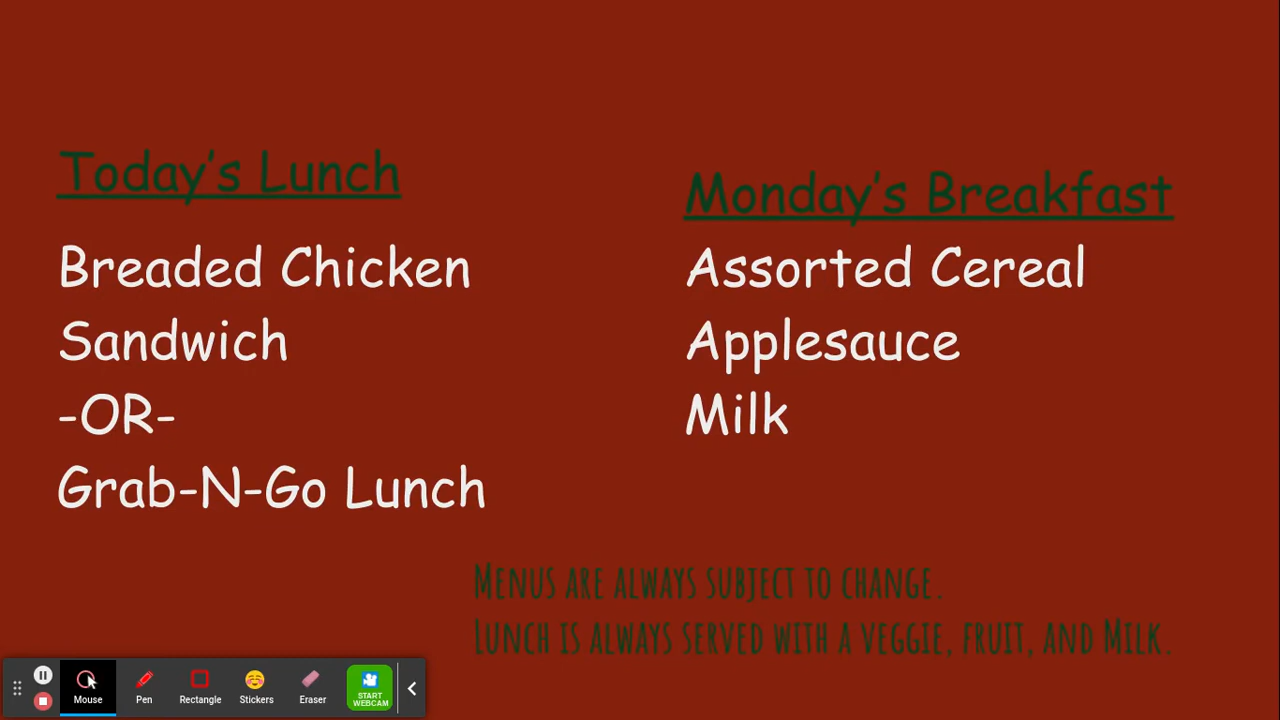 Today's Lunch
Breaded Chicken
Sandwich
-OR-
Grab-N-Go Lunch
Monday's Breakfast
Assorted Cereal
Applesauce
Milk
Menus are always subject to change.
Lunch is always served with a veggie, fruit, and Milk.
Mouse
Pen
Rectangle
Stickers
Eraser
START
WEBCAM